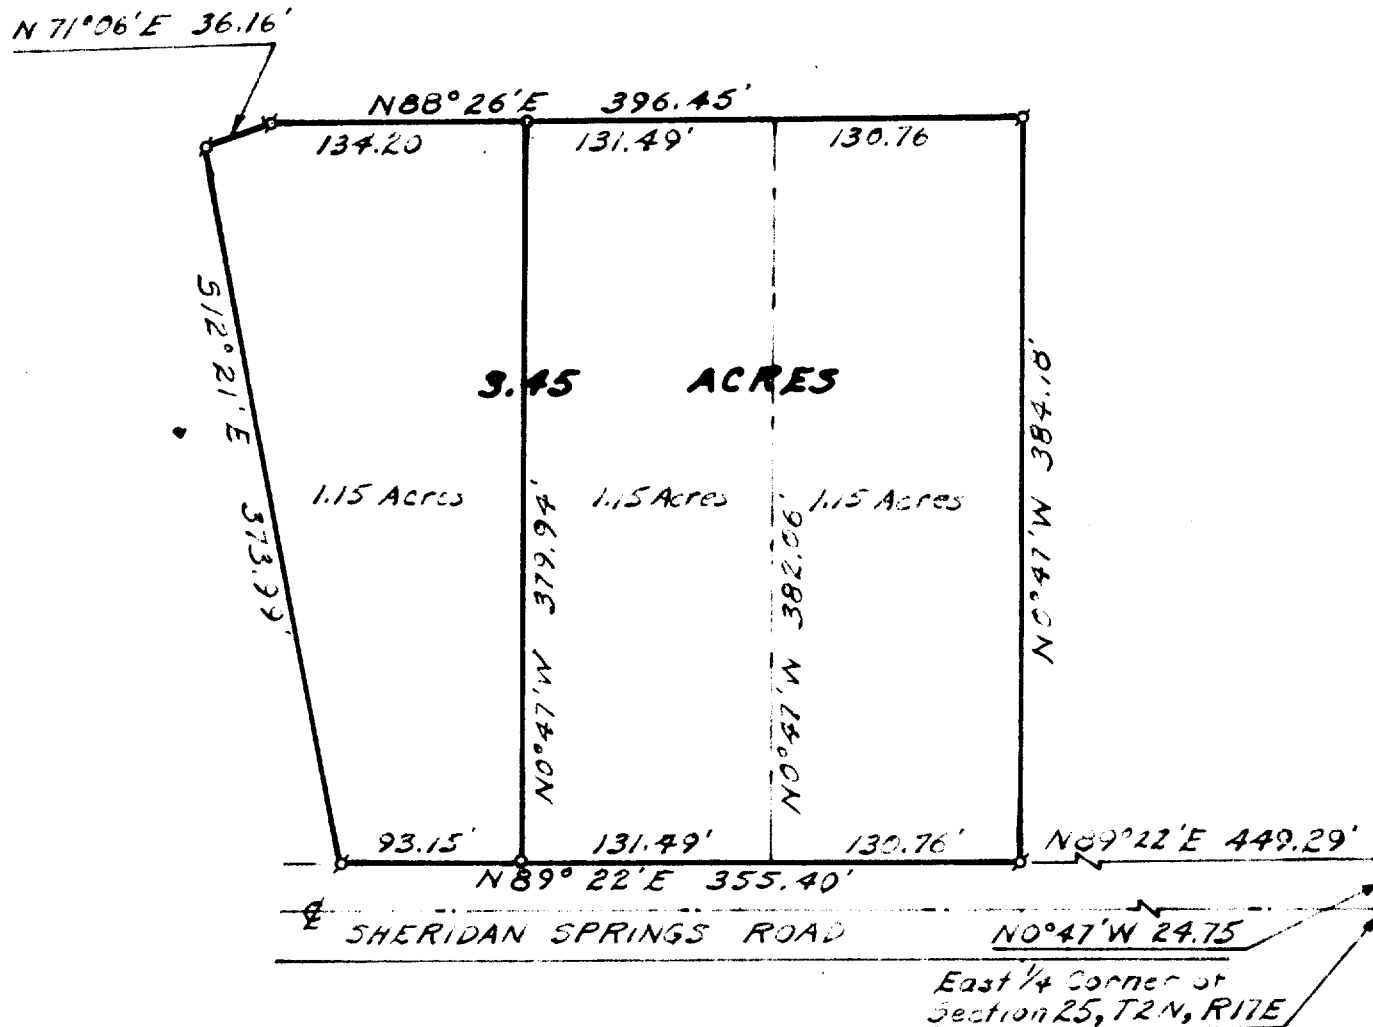 N 71°06'E 36.16'
N88°26'E 396.45'
134.20 131.49' 130.76
S12°21'E 373.99'
3.45 ACRES
1.15 Acres 1.15 Acres 1.15 Acres
N0°47'W 379.94'
N0°47'W 382.06'
N0°47'W 384.18'
93.15' 131.49' 130.76'
N89°22'E 449.29'
N89°22'E 355.40'
℄ SHERIDAN SPRINGS ROAD
N0°47'W 24.75
East 1/4 Corner of
Section 25, T2N, R17E